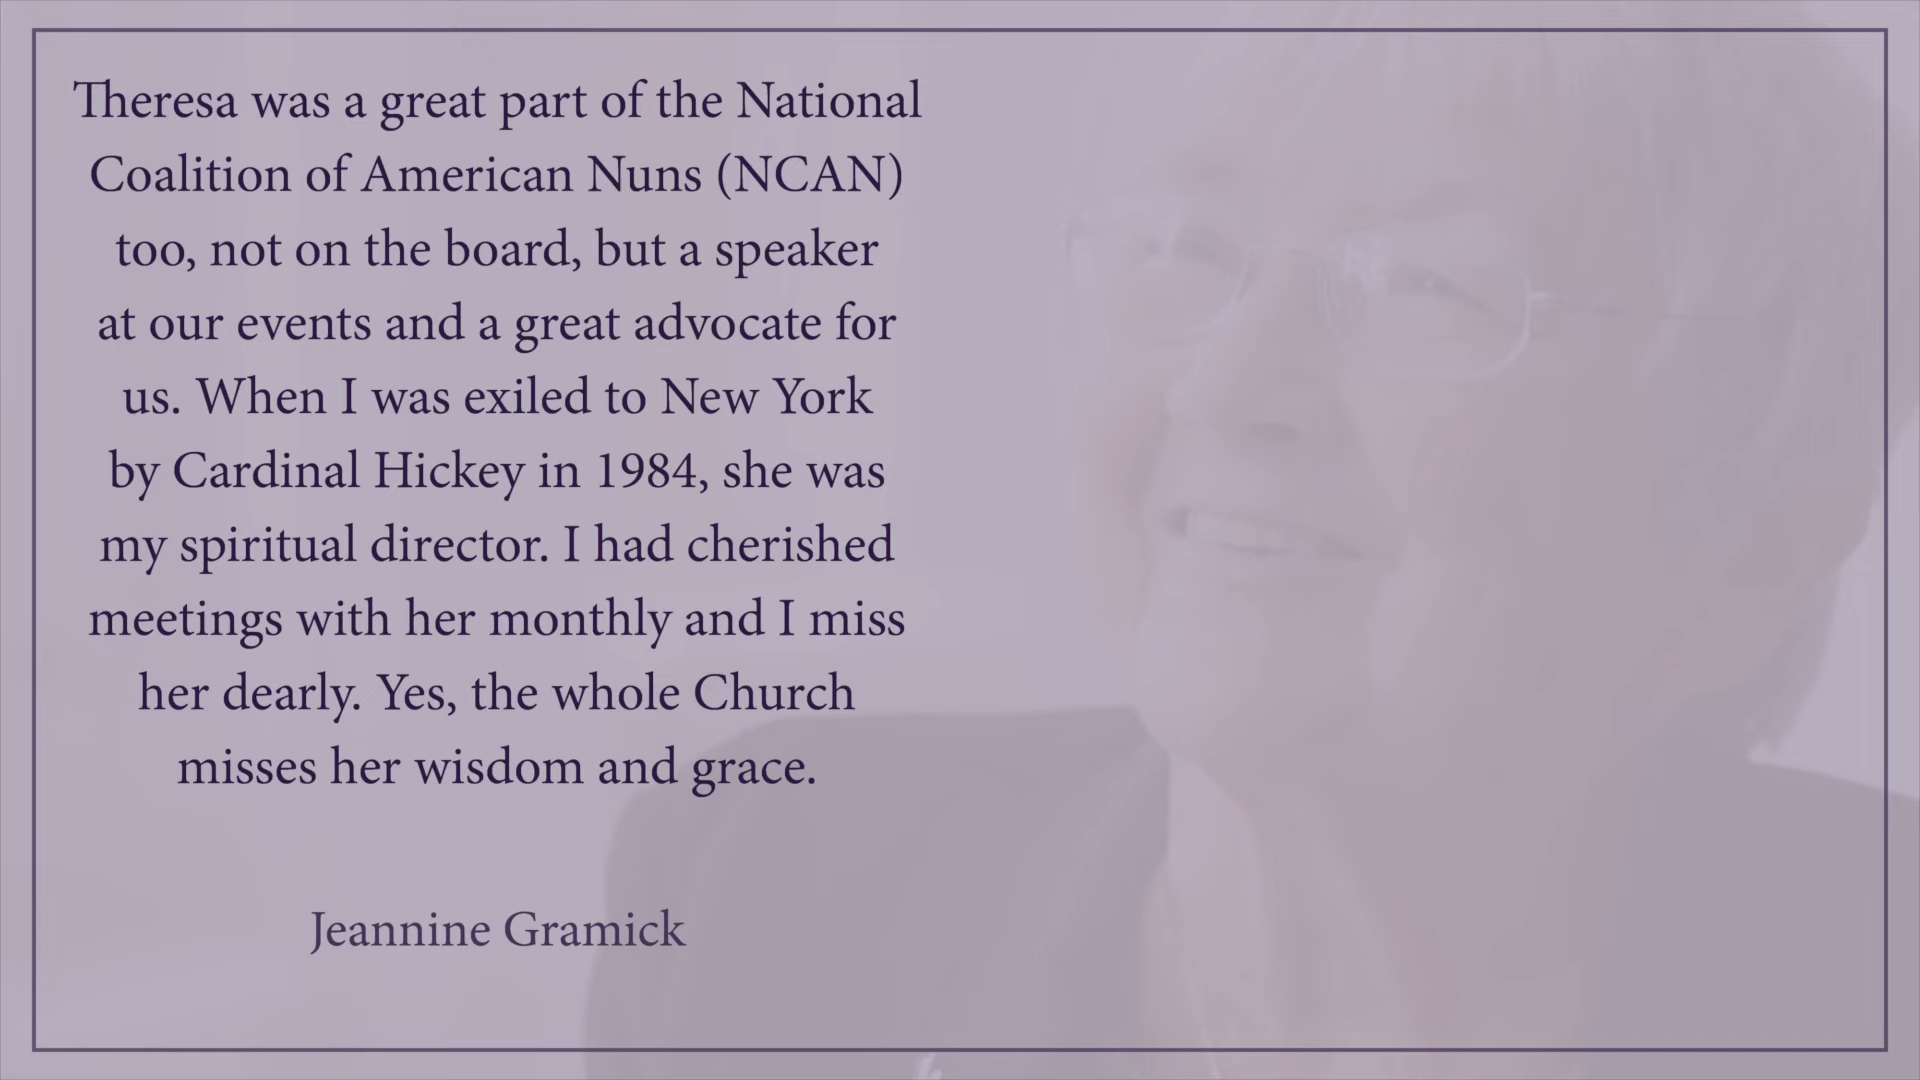 Theresa was a great part of the National
Coalition of American Nuns (NCAN)
too, not on the board, but a speaker
at our events and a great advocate for
us. When I was exiled to New York
by Cardinal Hickey in 1984, she was
my spiritual director. I had cherished
meetings with her monthly and I miss
her dearly. Yes, the whole Church
misses her wisdom and grace.
Jeannine Gramick